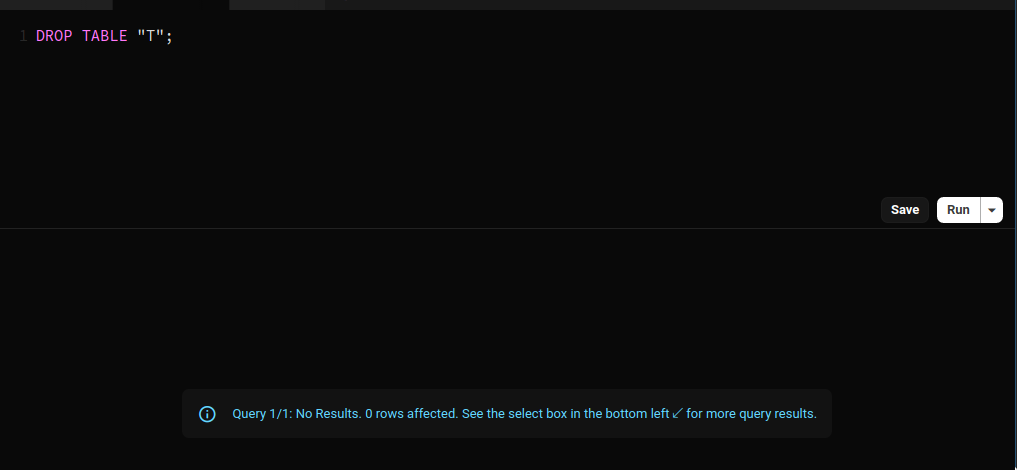 1 DROP TABLE "T";
Save Run
Query 1/1: No Results. 0 rows affected. See the select box in the bottom left ↙ for more query results.